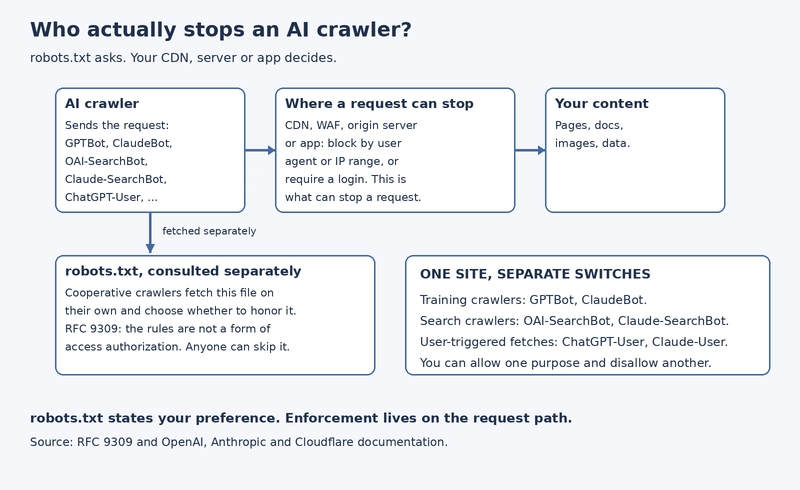 Who actually stops an AI crawler?
robots.txt asks. Your CDN, server or app decides.
AI crawler
Sends the request:
GPTBot, ClaudeBot,
OAI-SearchBot,
Claude-SearchBot,
ChatGPT-User, ...
Where a request can stop
CDN, WAF, origin server
or app: block by user
agent or IP range, or
require a login. This is
what can stop a request.
Your content
Pages, docs,
images, data.
fetched separately
robots.txt, consulted separately
Cooperative crawlers fetch this file on
their own and choose whether to honor it.
RFC 9309: the rules are not a form of
access authorization. Anyone can skip it.
ONE SITE, SEPARATE SWITCHES
Training crawlers: GPTBot, ClaudeBot.
Search crawlers: OAI-SearchBot, Claude-SearchBot.
User-triggered fetches: ChatGPT-User, Claude-User.
You can allow one purpose and disallow another.
robots.txt states your preference. Enforcement lives on the request path.
Source: RFC 9309 and OpenAI, Anthropic and Cloudflare documentation.